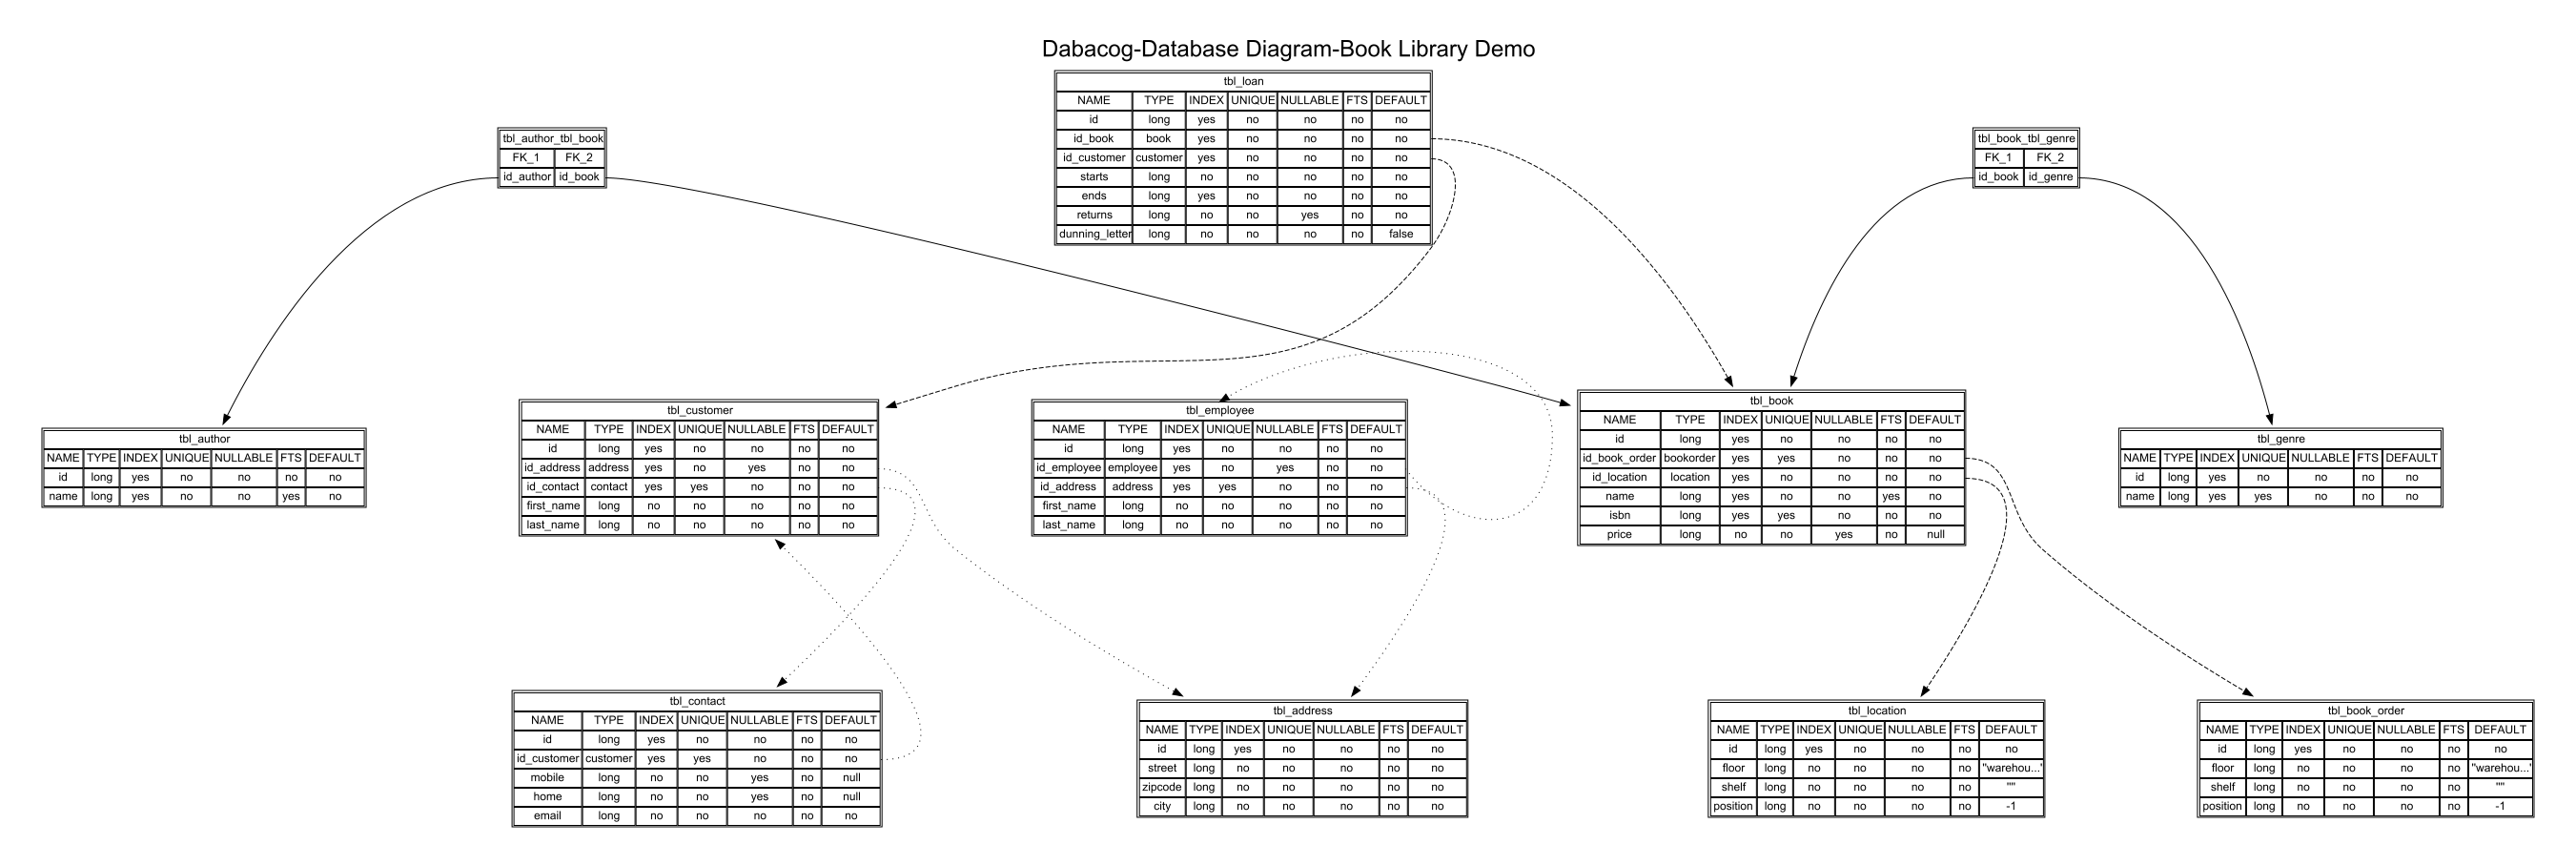 Dabacog-Database Diagram-Book Library Demo
tbl_loan
NAME TYPE INDEX UNIQUE NULLABLE FTS DEFAULT
id long yes no no no no
id_book book yes no no no no
id_customer customer yes no no no no
starts long no no no no no
ends long yes no no no no
returns long no no yes no no
dunning_letter long no no no no false
tbl_author_tbl_book
FK_1 FK_2
id_author id_book
tbl_book_tbl_genre
FK_1 FK_2
id_book id_genre
tbl_author
NAME TYPE INDEX UNIQUE NULLABLE FTS DEFAULT
id long yes no no no no
name long yes no no yes no
tbl_customer
NAME TYPE INDEX UNIQUE NULLABLE FTS DEFAULT
id long yes no no no no
id_address address yes no yes no no
id_contact contact yes yes no no no
first_name long no no no no no
last_name long no no no no no
tbl_employee
NAME TYPE INDEX UNIQUE NULLABLE FTS DEFAULT
id long yes no no no no
id_employee employee yes no yes no no
id_address address yes yes no no no
first_name long no no no no no
last_name long no no no no no
tbl_book
NAME TYPE INDEX UNIQUE NULLABLE FTS DEFAULT
id long yes no no no no
id_book_order bookorder yes yes no no no
id_location location yes no no no no
name long yes no no yes no
isbn long yes yes no no no
price long no no yes no null
tbl_genre
NAME TYPE INDEX UNIQUE NULLABLE FTS DEFAULT
id long yes no no no no
name long yes yes no no no
tbl_contact
NAME TYPE INDEX UNIQUE NULLABLE FTS DEFAULT
id long yes no no no no
id_customer customer yes yes no no no
mobile long no no yes no null
home long no no yes no null
email long no no no no no
tbl_address
NAME TYPE INDEX UNIQUE NULLABLE FTS DEFAULT
id long yes no no no no
street long no no no no no
zipcode long no no no no no
city long no no no no no
tbl_location
NAME TYPE INDEX UNIQUE NULLABLE FTS DEFAULT
id long yes no no no no
floor long no no no no "warehou..."
shelf long no no no no ""
position long no no no no -1
tbl_book_order
NAME TYPE INDEX UNIQUE NULLABLE FTS DEFAULT
id long yes no no no no
floor long no no no no "warehou..."
shelf long no no no no ""
position long no no no no -1